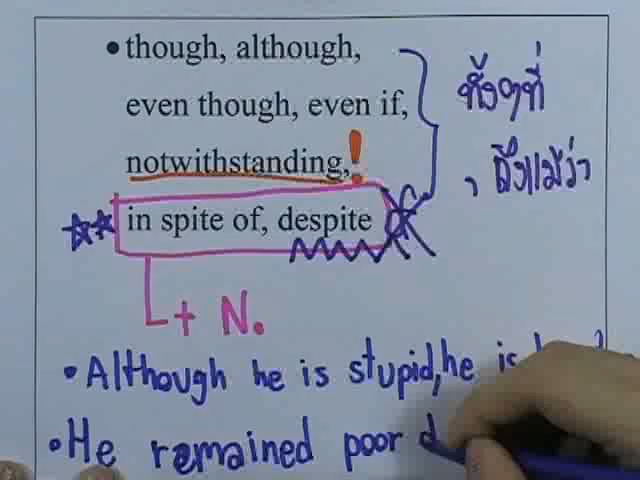 • though, although,
even though, even if,
notwithstanding,!
in spite of, despite
ทั้งๆที่
, ถึงแม้ว่า
+ N.
• Although he is stupid, he is
• He remained poor d